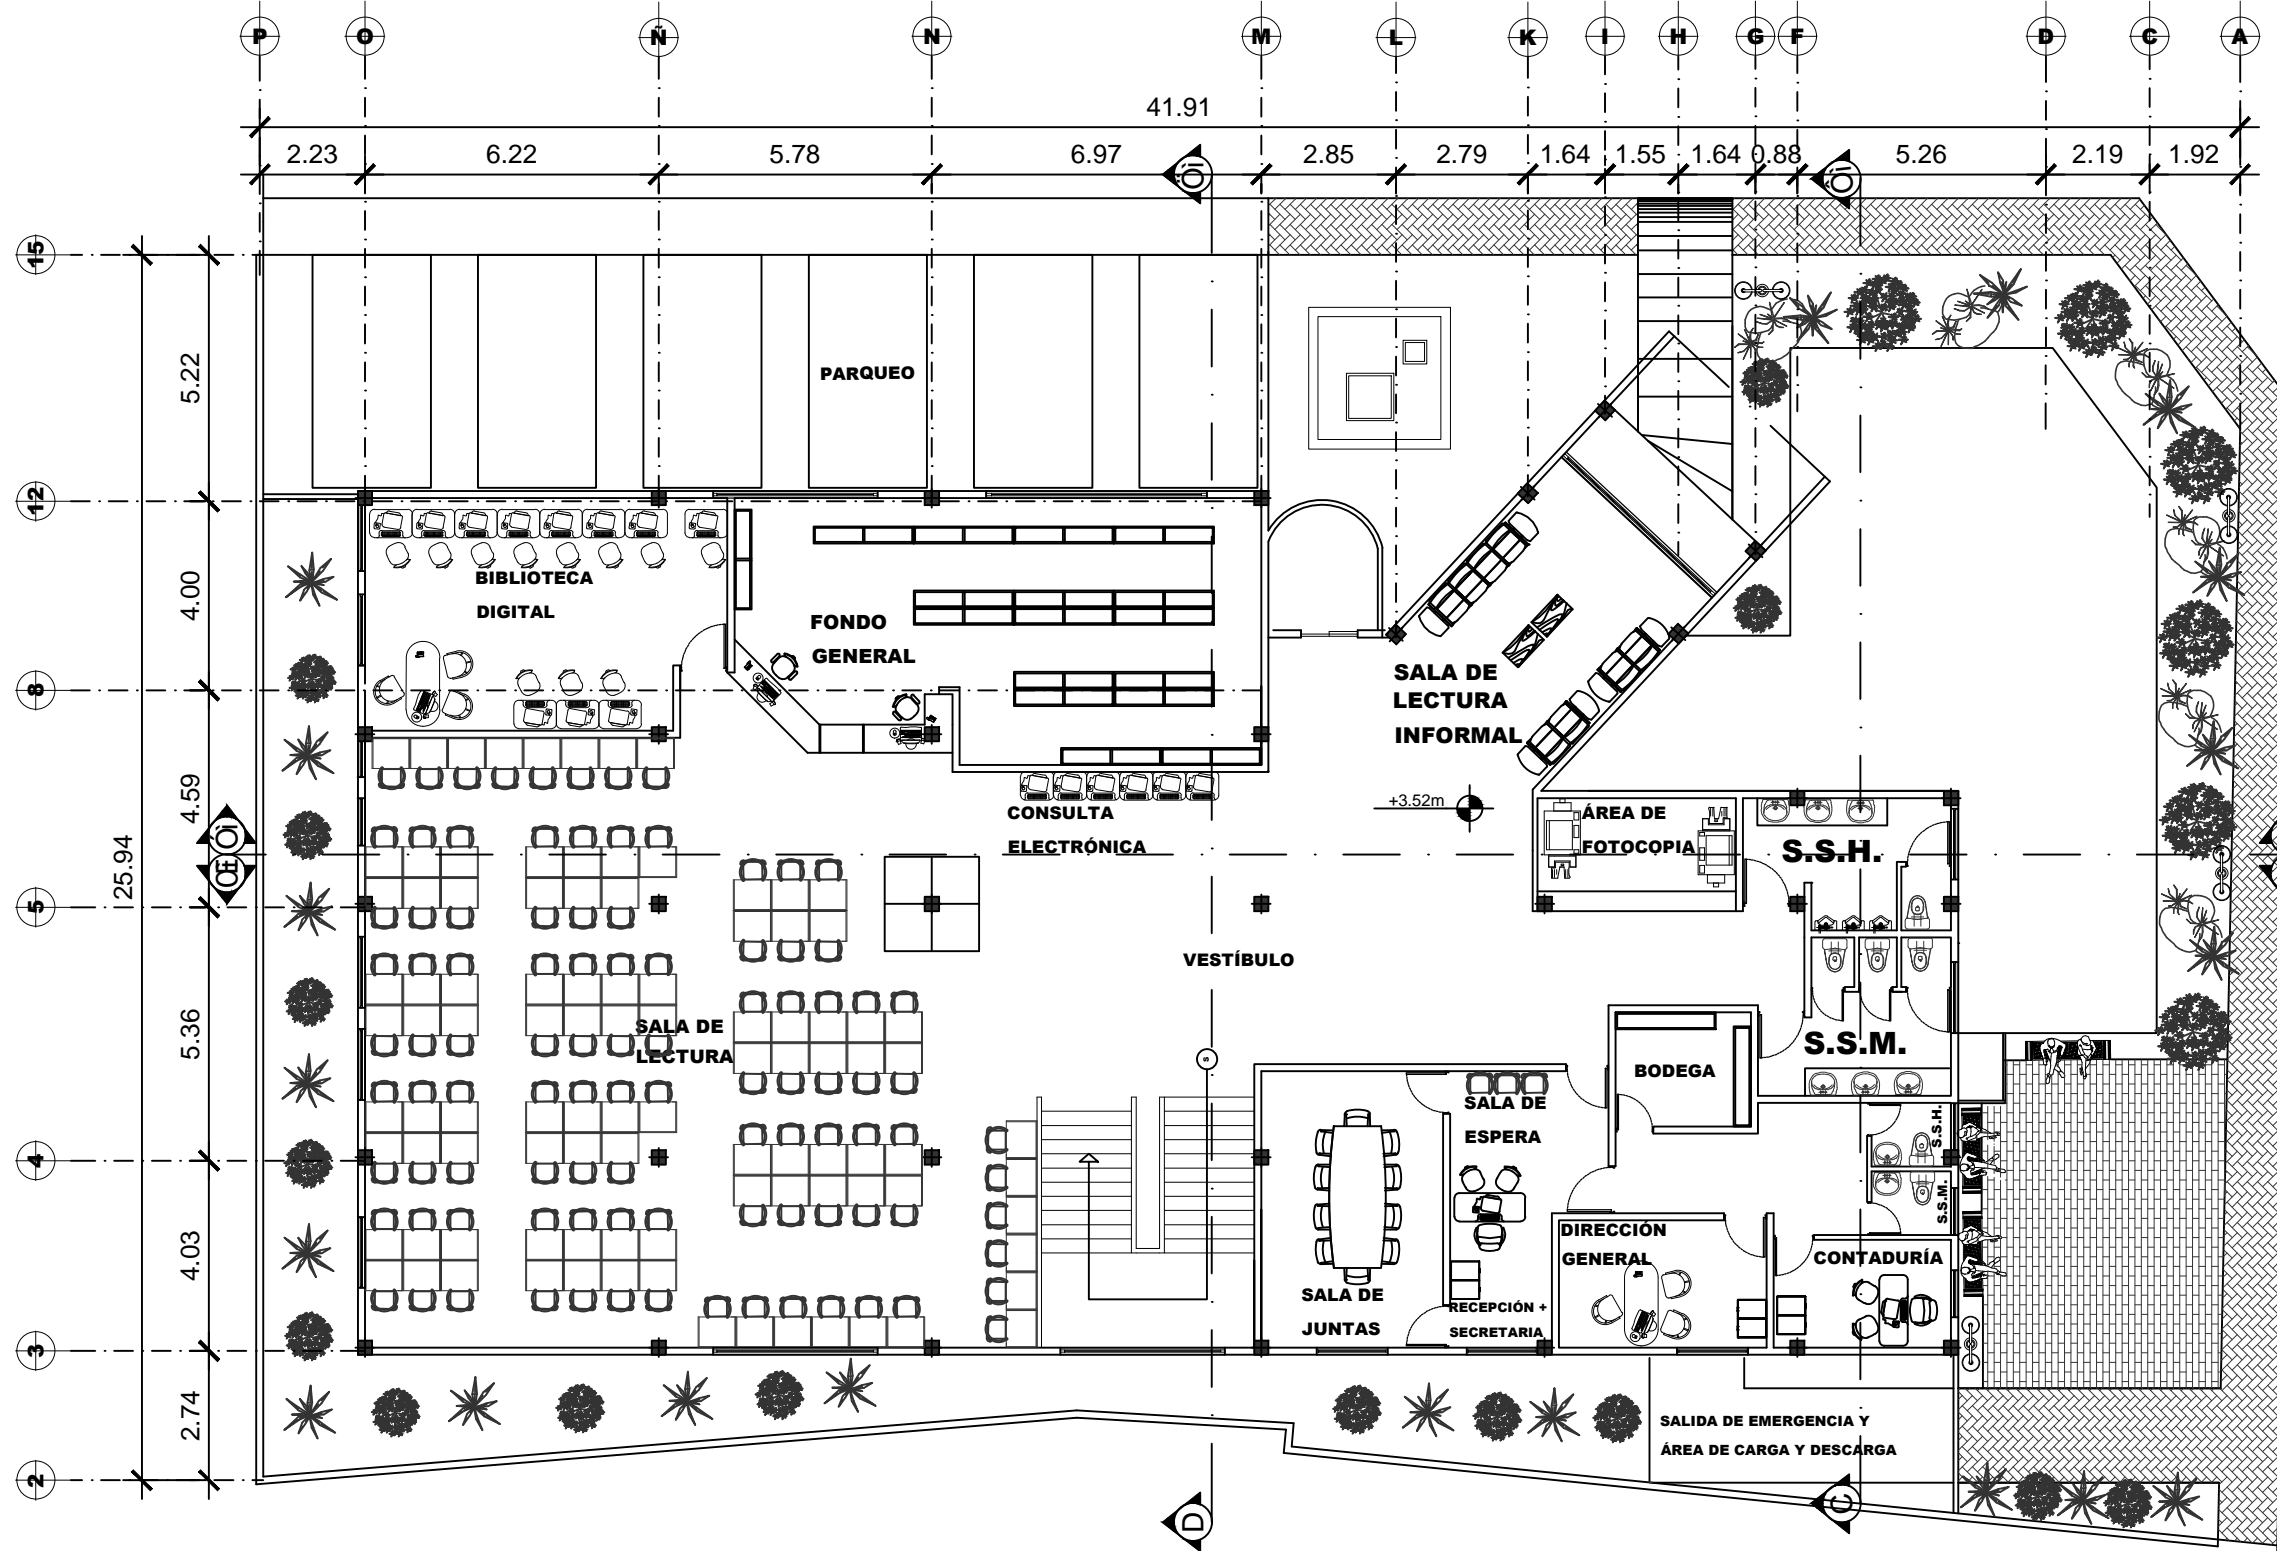 P O Ñ N M L K I H G F D C A
41.91
2.23 6.22 5.78 6.97 2.85 2.79 1.64 1.55 1.64 0.88 5.26 2.19 1.92
15
5.22
PARQUEO
12
4.00
BIBLIOTECA
DIGITAL
FONDO
GENERAL
8
SALA DE
LECTURA
INFORMAL
4.59
25.94
+3.52m
CONSULTA
ELECTRÓNICA
ÁREA DE
FOTOCOPIA
S.S.H.
5
VESTÍBULO
5.36
SALA DE
LECTURA
S
S.S.M.
BODEGA
SALA DE
ESPERA
S.S.H.
S.S.M.
4
4.03
DIRECCIÓN
GENERAL
CONTADURÍA
SALA DE
JUNTAS
RECEPCIÓN +
SECRETARIA
3
2.74
SALIDA DE EMERGENCIA Y
ÁREA DE CARGA Y DESCARGA
2
D
C